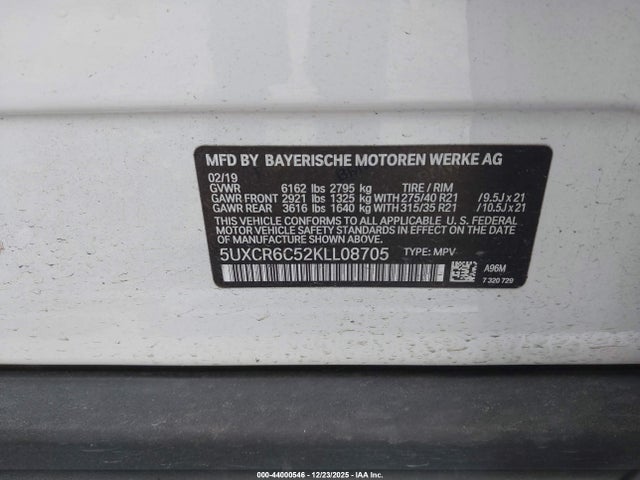 MFD BY BAYERISCHE MOTOREN WERKE AG
02/19
GVWR 6162 lbs 2795 kg TIRE / RIM
GAWR FRONT 2921 lbs 1325 kg WITH 275/40 R21 / 9.5J x 21
GAWR REAR 3616 lbs 1640 kg WITH 315/35 R21 / 10.5J x 21
THIS VEHICLE CONFORMS TO ALL APPLICABLE U. S. FEDERAL
MOTOR VEHICLE SAFETY STANDARDS IN EFFECT ON THE DATE
OF MANUFACTURE SHOWN ABOVE.
5UXCR6C52KLL08705 TYPE: MPV
A96M
7 320 729
000-44000546 - 12/23/2025 - IAA Inc.